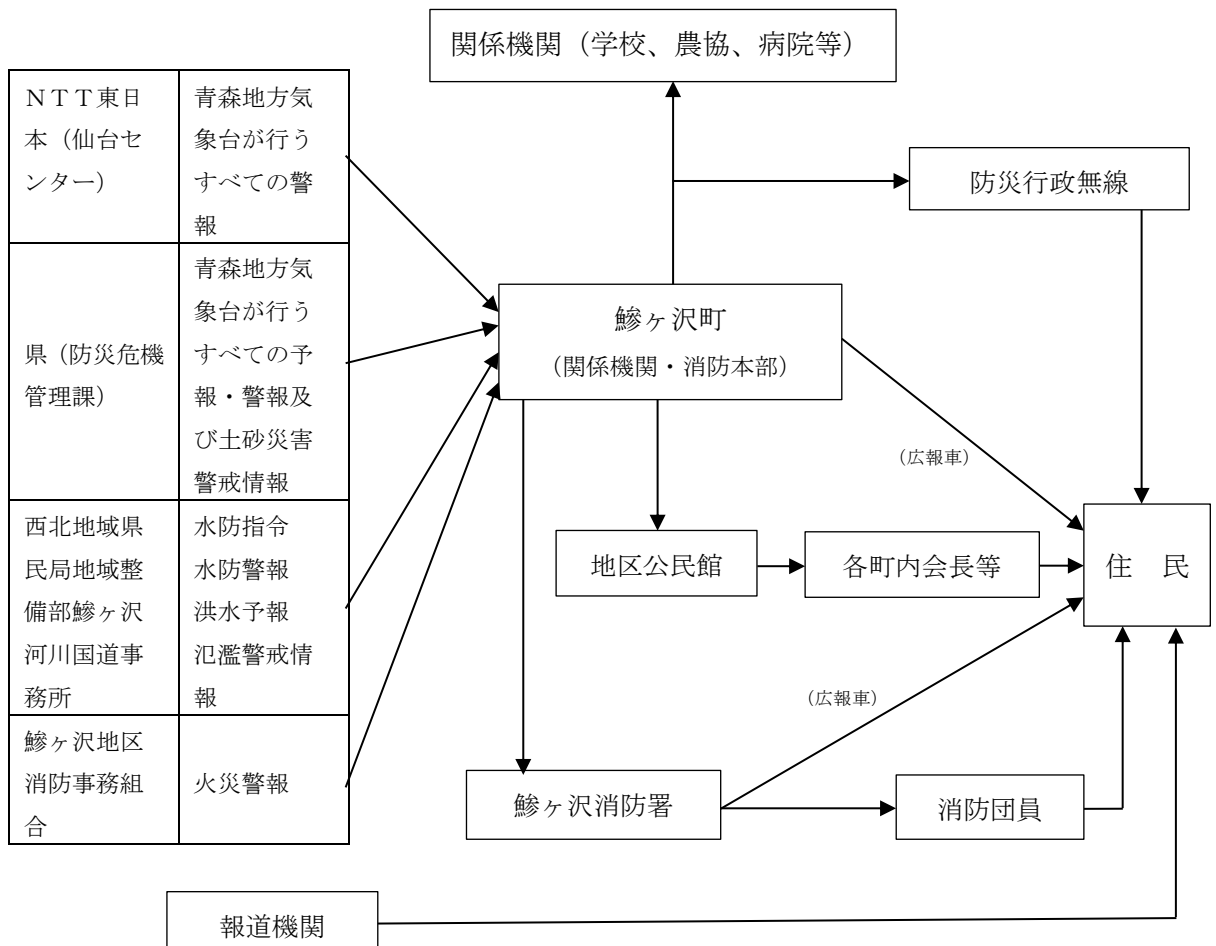 関係機関（学校、農協、病院等）
ＮＴＴ東日
本（仙台セ
ンター）
青森地方気
象台が行う
すべての警
報
防災行政無線
県（防災危機
管理課）
青森地方気
象台が行う
すべての予
報・警報及
び土砂災害
警戒情報
鰺ヶ沢町
（関係機関・消防本部）
（広報車）
西北地域県
民局地域整
備部鰺ヶ沢
河川国道事
務所
水防指令
水防警報
洪水予報
氾濫警戒情
報
地区公民館
各町内会長等
住　民
（広報車）
鰺ヶ沢地区
消防事務組
合
火災警報
鰺ヶ沢消防署
消防団員
報道機関